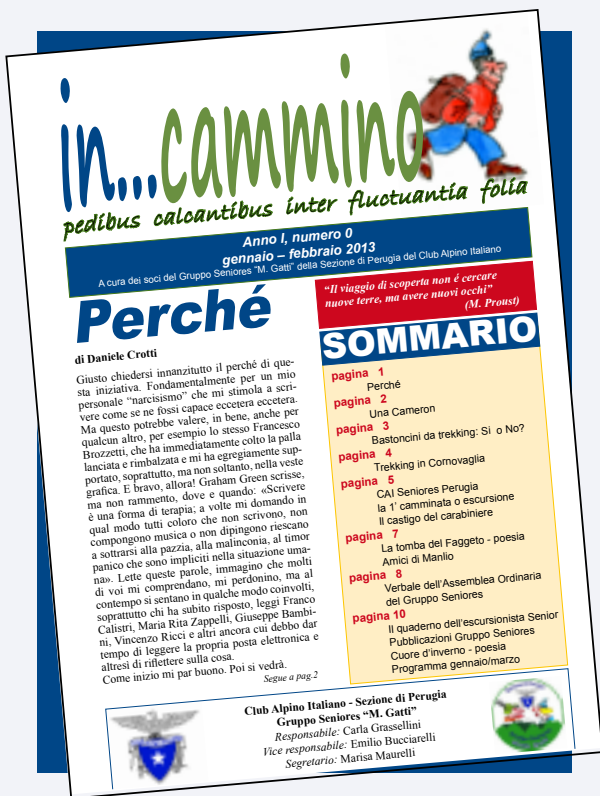 in...cammino
pedibus calcantibus inter fluctuantia folia
Anno I, numero 0
gennaio – febbraio 2013
A cura dei soci del Gruppo Seniores "M. Gatti" della Sezione di Perugia del Club Alpino Italiano
Perché
di Daniele Crotti
Giusto chiedersi innanzitutto il perché di que-
sta iniziativa. Fondamentalmente per un mio
personale "narcisismo" che mi stimola a scri-
vere come se ne fossi capace eccetera eccetera.
Ma questo potrebbe valere, in bene, anche per
qualcun altro, per esempio lo stesso Francesco
Brozzetti, che ha immediatamente colto la palla
lanciata e rimbalzata e mi ha egregiamente sup-
portato, soprattutto, ma non soltanto, nella veste
grafica. E bravo, allora! Graham Green scrisse,
ma non rammento, dove e quando: «Scrivere
è una forma di terapia; a volte mi domando in
qual modo tutti coloro che non scrivono, non
compongono musica o non dipingono riescano
a sottrarsi alla pazzia, alla malinconia, al timor
panico che sono impliciti nella situazione uma-
na». Lette queste parole, immagino che molti
di voi mi comprendano, mi perdonino, ma al
contempo si sentano in qualche modo coinvolti,
soprattutto chi ha subito risposto, leggi Franco
Calistri, Maria Rita Zappelli, Giuseppe Bambi-
ni, Vincenzo Ricci e altri ancora cui debbo dar
tempo di leggere la propria posta elettronica e
altresì di riflettere sulla cosa.
Come inizio mi par buono. Poi si vedrà.
Segue a pag.2
"Il viaggio di scoperta non é cercare
nuove terre, ma avere nuovi occhi"
(M. Proust)
SOMMARIO
pagina 1
Perché
pagina 2
Una Cameron
pagina 3
Bastoncini da trekking: Si o No?
pagina 4
Trekking in Cornovaglia
pagina 5
CAI Seniores Perugia
la 1' camminata o escursione
Il castigo del carabiniere
pagina 7
La tomba del Faggeto - poesia
Amici di Manlio
pagina 8
Verbale dell'Assemblea Ordinaria
del Gruppo Seniores
pagina 10
Il quaderno dell'escursionista Senior
Pubblicazioni Gruppo Seniores
Cuore d'inverno - poesia
Programma gennaio/marzo
Club Alpino Italiano - Sezione di Perugia
Gruppo Seniores "M. Gatti"
Responsabile: Carla Grassellini
Vice responsabile: Emilio Bucciarelli
Segretario: Marisa Maurelli